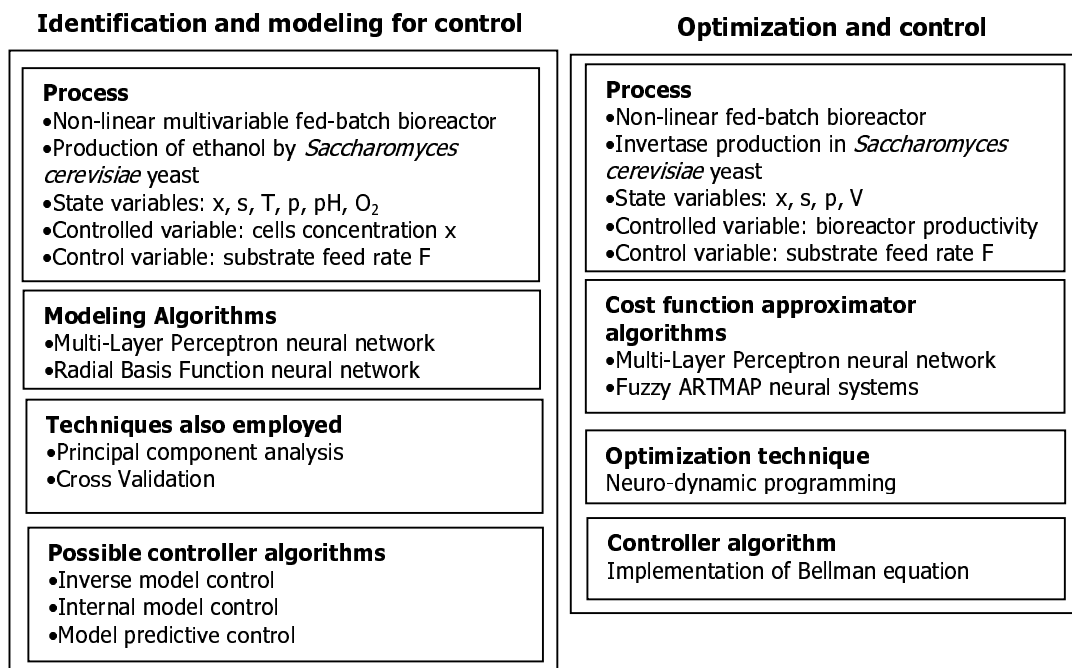 Identification and modeling for control
Process
•Non-linear multivariable fed-batch bioreactor
•Production of ethanol by Saccharomyces
cerevisiae yeast
•State variables: x, s, T, p, pH, O₂
•Controlled variable: cells concentration x
•Control variable: substrate feed rate F
Modeling Algorithms
•Multi-Layer Perceptron neural network
•Radial Basis Function neural network
Techniques also employed
•Principal component analysis
•Cross Validation
Possible controller algorithms
•Inverse model control
•Internal model control
•Model predictive control
Optimization and control
Process
•Non-linear fed-batch bioreactor
•Invertase production in Saccharomyces
cerevisiae yeast
•State variables: x, s, p, V
•Controlled variable: bioreactor productivity
•Control variable: substrate feed rate F
Cost function approximator
algorithms
•Multi-Layer Perceptron neural network
•Fuzzy ARTMAP neural systems
Optimization technique
Neuro-dynamic programming
Controller algorithm
Implementation of Bellman equation